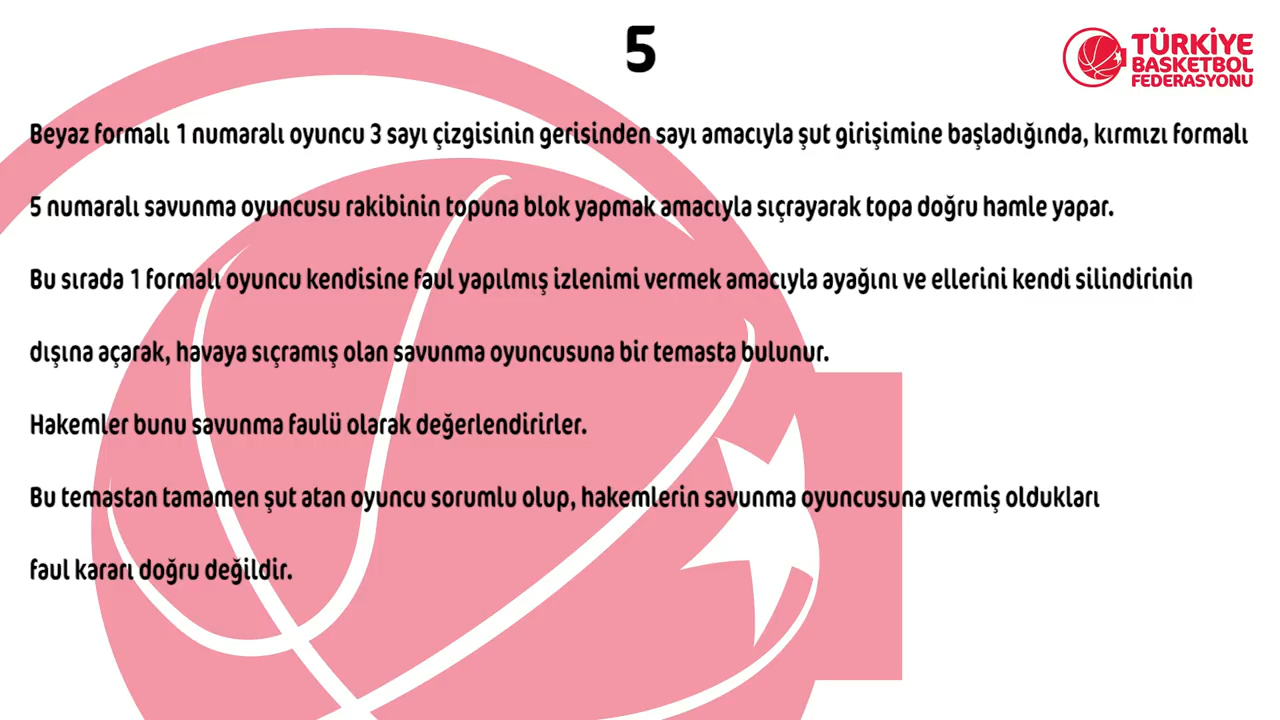 5
TÜRKİYE
BASKETBOL
FEDERASYONU
Beyaz formalı 1 numaralı oyuncu 3 sayı çizgisinin gerisinden sayı amacıyla şut girişimine başladığında, kırmızı formalı
5 numaralı savunma oyuncusu rakibinin topuna blok yapmak amacıyla sıçrayarak topa doğru hamle yapar.
Bu sırada 1 formalı oyuncu kendisine faul yapılmış izlenimi vermek amacıyla ayağını ve ellerini kendi silindirinin
dışına açarak, havaya sıçramış olan savunma oyuncusuna bir temasta bulunur.
Hakemler bunu savunma faulü olarak değerlendirirler.
Bu temastan tamamen şut atan oyuncu sorumlu olup, hakemlerin savunma oyuncusuna vermiş oldukları
faul kararı doğru değildir.